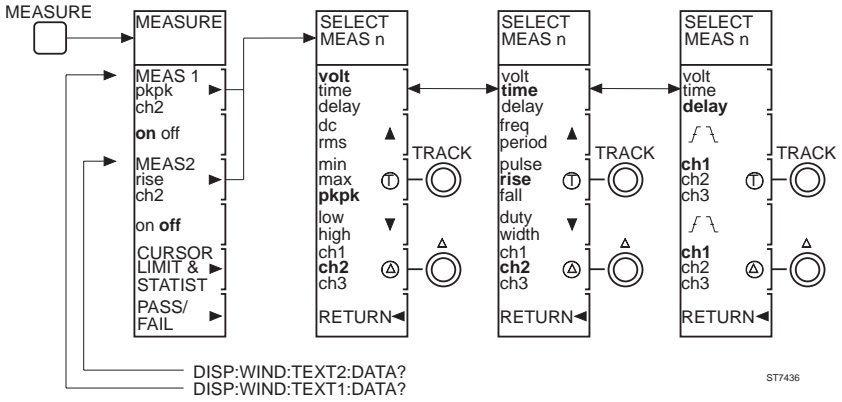 MEASURE
MEASURE
MEAS 1
pkpk
ch2
on off
MEAS2
rise
ch2
on off
CURSOR
LIMIT &
STATIST
PASS/
FAIL
SELECT
MEAS n
volt
time
delay
dc
rms
min
max
pkpk
T
TRACK
low
high
ch1
ch2
ch3
Δ
Δ
RETURN
SELECT
MEAS n
volt
time
delay
freq
period
pulse
rise
fall
T
TRACK
duty
width
ch1
ch2
ch3
Δ
Δ
RETURN
SELECT
MEAS n
volt
time
delay
ch1
ch2
ch3
T
TRACK
ch1
ch2
ch3
Δ
Δ
RETURN
DISP:WIND:TEXT2:DATA?
DISP:WIND:TEXT1:DATA?
ST7436